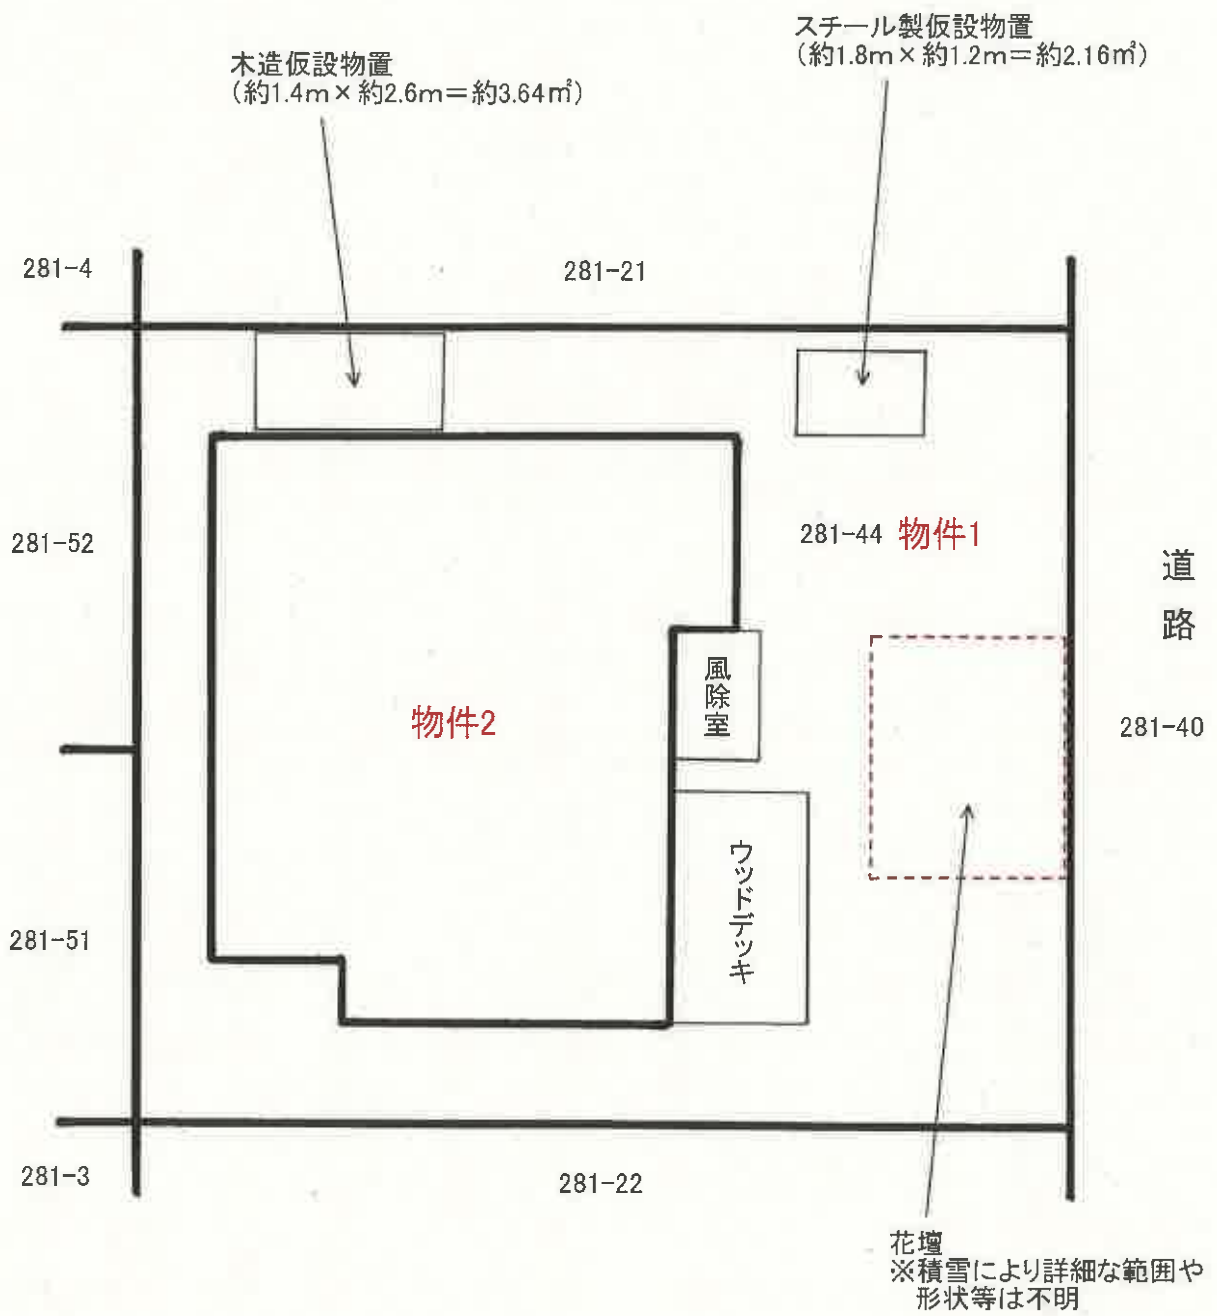 スチール製仮設物置
（約1.8m×約1.2m＝約2.16㎡）
木造仮設物置
（約1.4m×約2.6m＝約3.64㎡）
281-4
281-21
281-52
281-44 物件1
道路
風除室
物件2
281-40
ウッドデッキ
281-51
281-3
281-22
花壇
※積雪により詳細な範囲や
形状等は不明